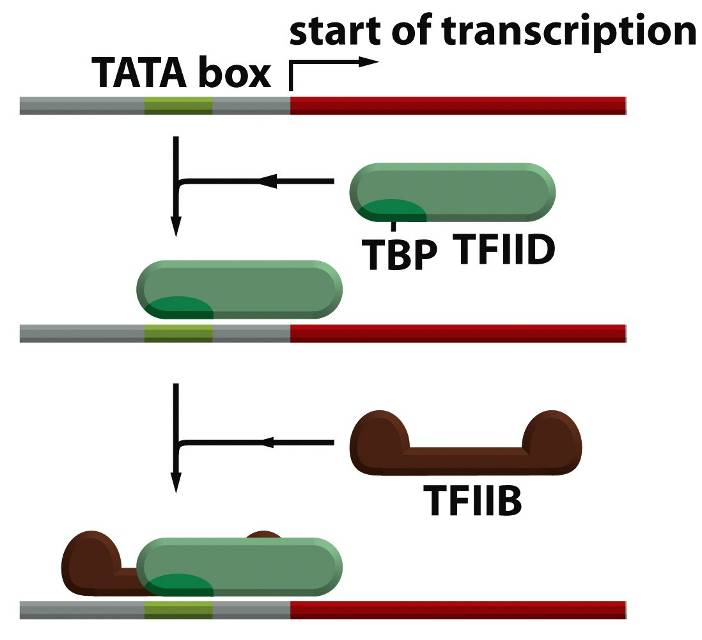 start of transcription
TATA box
TBP TFIID
TFIIB